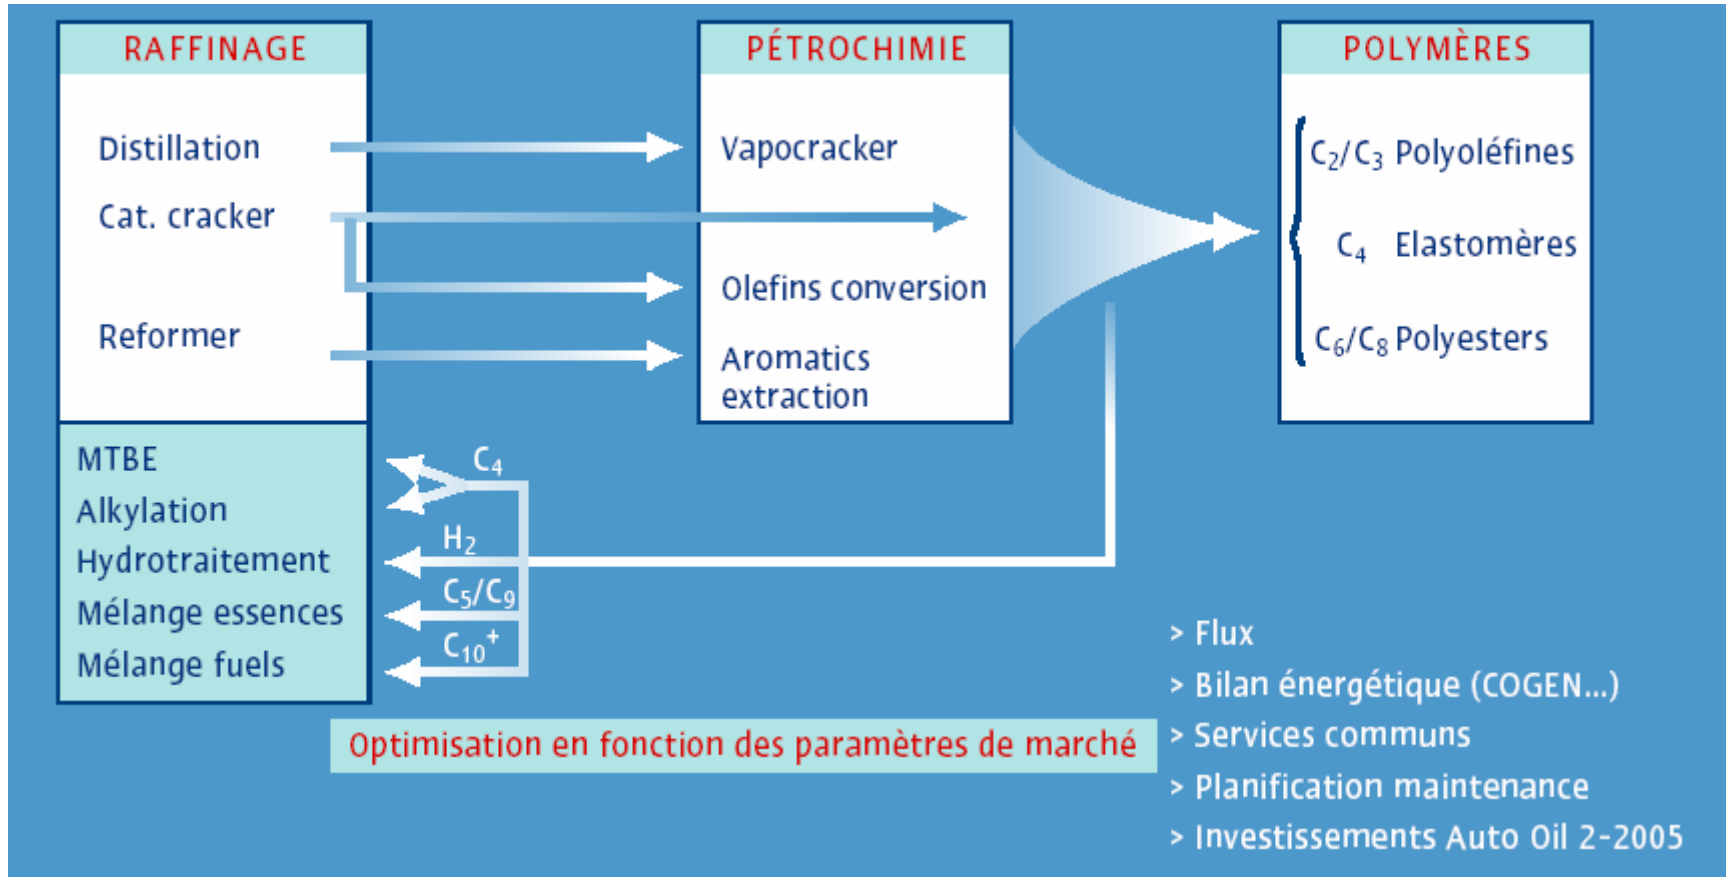 RAFFINAGE
Distillation
Cat. cracker
Reformer
MTBE
Alkylation
Hydrotraitement
Mélange essences
Mélange fuels
C₄
H₂
C₅/C₉
C₁₀⁺
PÉTROCHIMIE
Vapocracker
Olefins conversion
Aromatics
extraction
POLYMÈRES
C₂/C₃ Polyoléfines
C₄ Elastomères
C₆/C₈ Polyesters
Optimisation en fonction des paramètres de marché
> Flux
> Bilan énergétique (COGEN...)
> Services communs
> Planification maintenance
> Investissements Auto Oil 2-2005